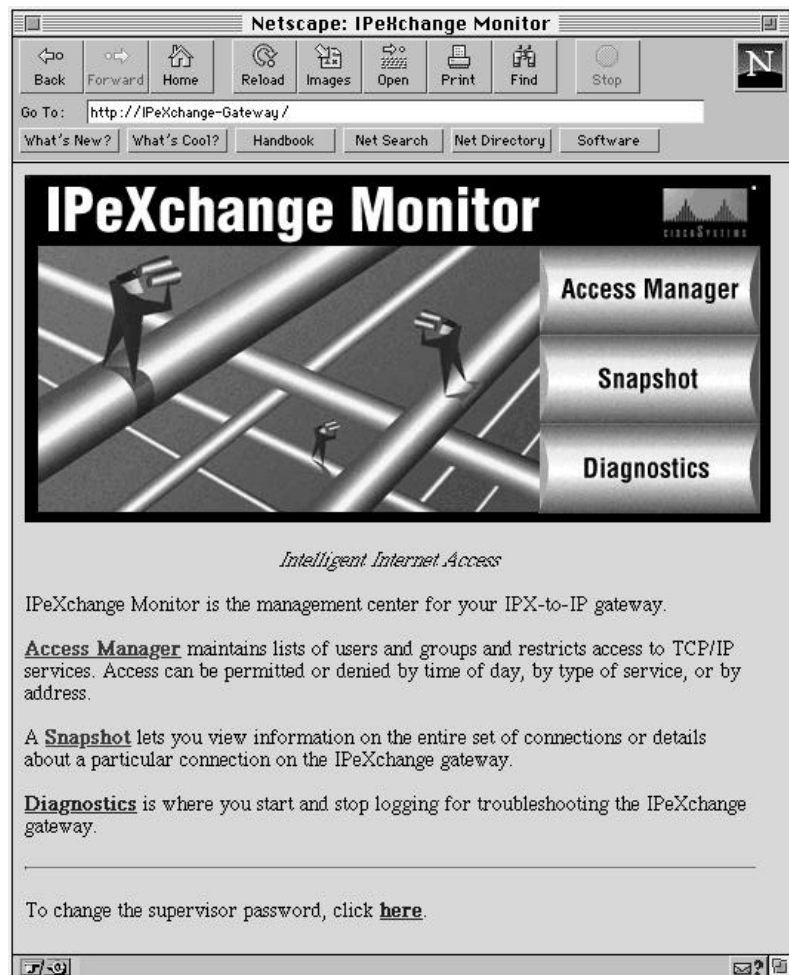 Netscape: IPeXchange Monitor
Back Forward Home Reload Images Open Print Find Stop
N
Go To: http://IPeXchange-Gateway/
What's New? What's Cool? Handbook Net Search Net Directory Software
IPeXchange Monitor
CISCO SYSTEMS
Access Manager
Snapshot
Diagnostics
Intelligent Internet Access
IPeXchange Monitor is the management center for your IPX-to-IP gateway.
Access Manager maintains lists of users and groups and restricts access to TCP/IP
services. Access can be permitted or denied by time of day, by type of service, or by
address.
A Snapshot lets you view information on the entire set of connections or details
about a particular connection on the IPeXchange gateway.
Diagnostics is where you start and stop logging for troubleshooting the IPeXchange
gateway.
To change the supervisor password, click here.
?